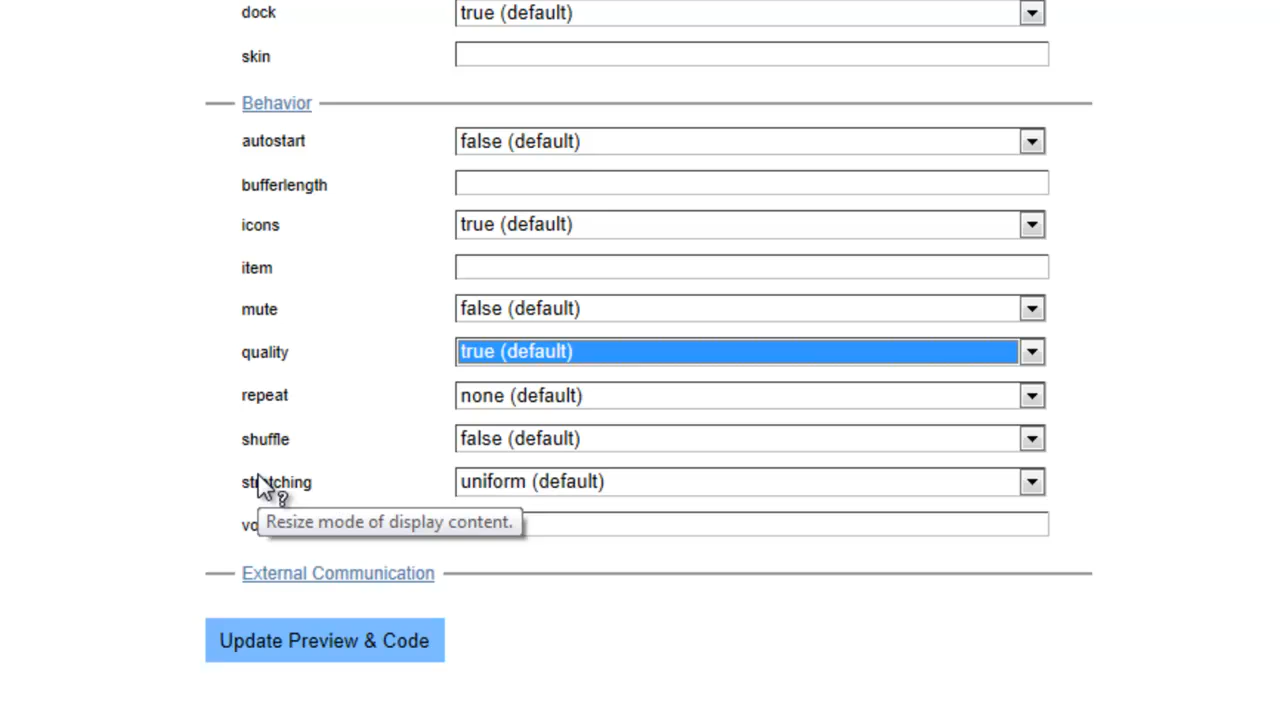 dock true (default)
skin
Behavior
autostart false (default)
bufferlength
icons true (default)
item
mute false (default)
quality true (default)
repeat none (default)
shuffle false (default)
stretching uniform (default)
Resize mode of display content.
External Communication
Update Preview & Code